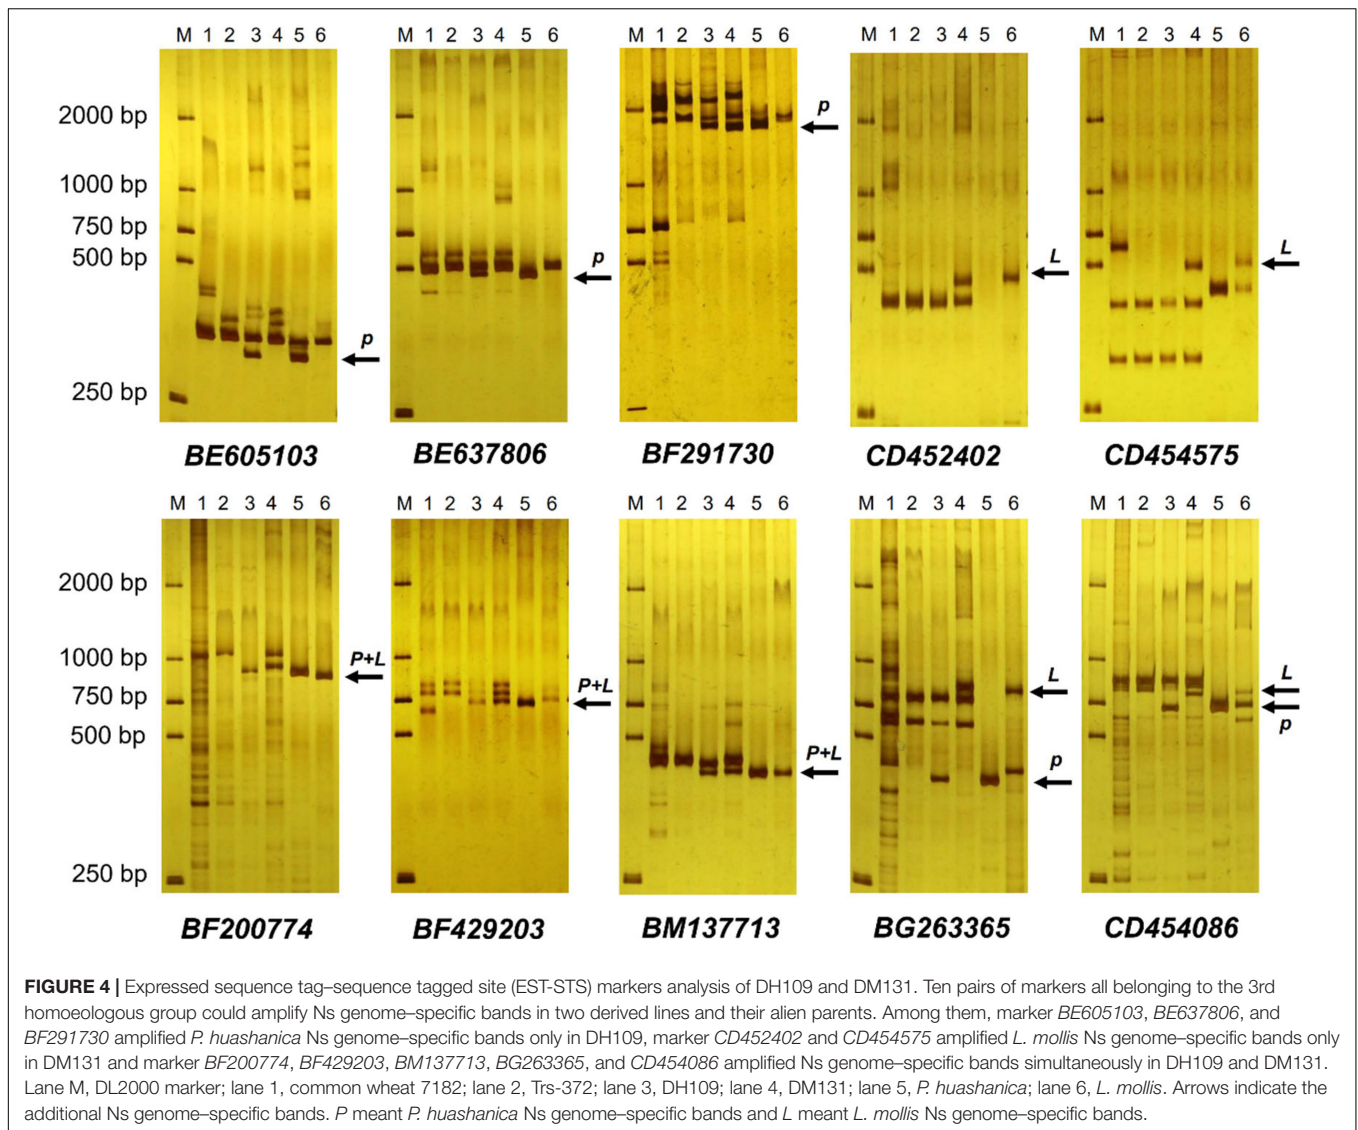 M 1 2 3 4 5 6 M 1 2 3 4 5 6 M 1 2 3 4 5 6 M 1 2 3 4 5 6 M 1 2 3 4 5 6
2000 bp
1000 bp
750 bp
500 bp
250 bp
p
p
p
L
L
BE605103 BE637806 BF291730 CD452402 CD454575
M 1 2 3 4 5 6 M 1 2 3 4 5 6 M 1 2 3 4 5 6 M 1 2 3 4 5 6 M 1 2 3 4 5 6
2000 bp
1000 bp
750 bp
500 bp
250 bp
P+L
P+L
P+L
L
p
L
p
BF200774 BF429203 BM137713 BG263365 CD454086
FIGURE 4 | Expressed sequence tag–sequence tagged site (EST-STS) markers analysis of DH109 and DM131. Ten pairs of markers all belonging to the 3rd
homoeologous group could amplify Ns genome–specific bands in two derived lines and their alien parents. Among them, marker BE605103, BE637806, and
BF291730 amplified P. huashanica Ns genome–specific bands only in DH109, marker CD452402 and CD454575 amplified L. mollis Ns genome–specific bands only
in DM131 and marker BF200774, BF429203, BM137713, BG263365, and CD454086 amplified Ns genome–specific bands simultaneously in DH109 and DM131.
Lane M, DL2000 marker; lane 1, common wheat 7182; lane 2, Trs-372; lane 3, DH109; lane 4, DM131; lane 5, P. huashanica; lane 6, L. mollis. Arrows indicate the
additional Ns genome–specific bands. P meant P. huashanica Ns genome–specific bands and L meant L. mollis Ns genome–specific bands.